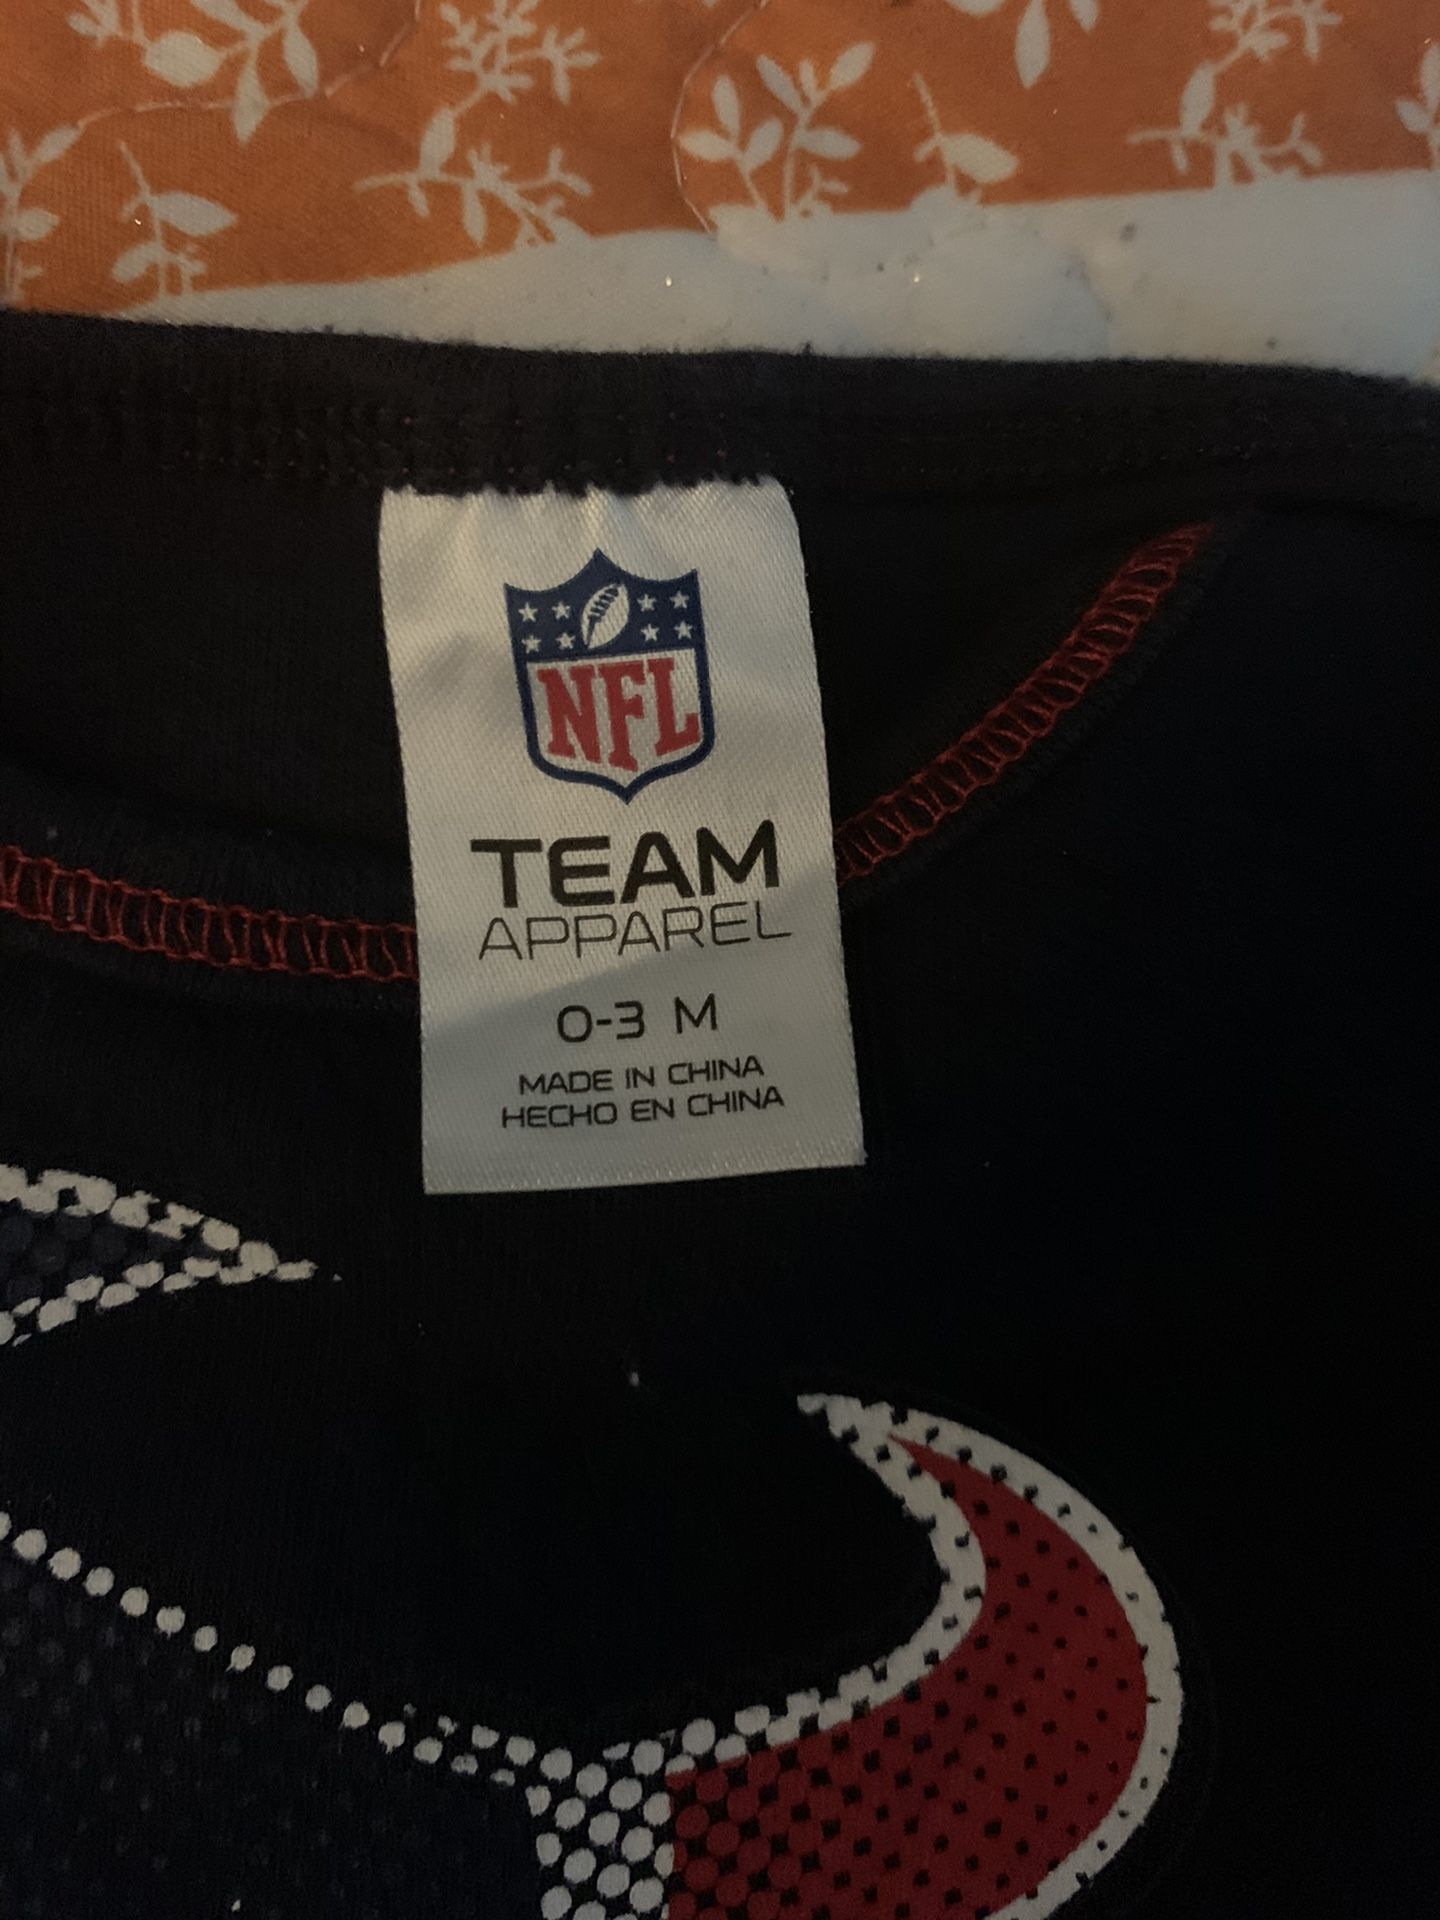 NFL
TEAM
APPAREL
0-3 M
MADE IN CHINA
HECHO EN CHINA